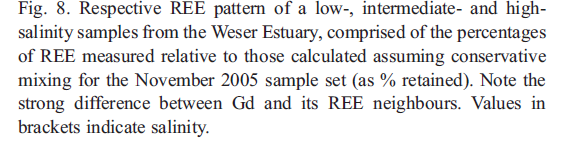 Fig. 8. Respective REE pattern of a low-, intermediate- and high-
salinity samples from the Weser Estuary, comprised of the percentages
of REE measured relative to those calculated assuming conservative
mixing for the November 2005 sample set (as % retained). Note the
strong difference between Gd and its REE neighbours. Values in
brackets indicate salinity.